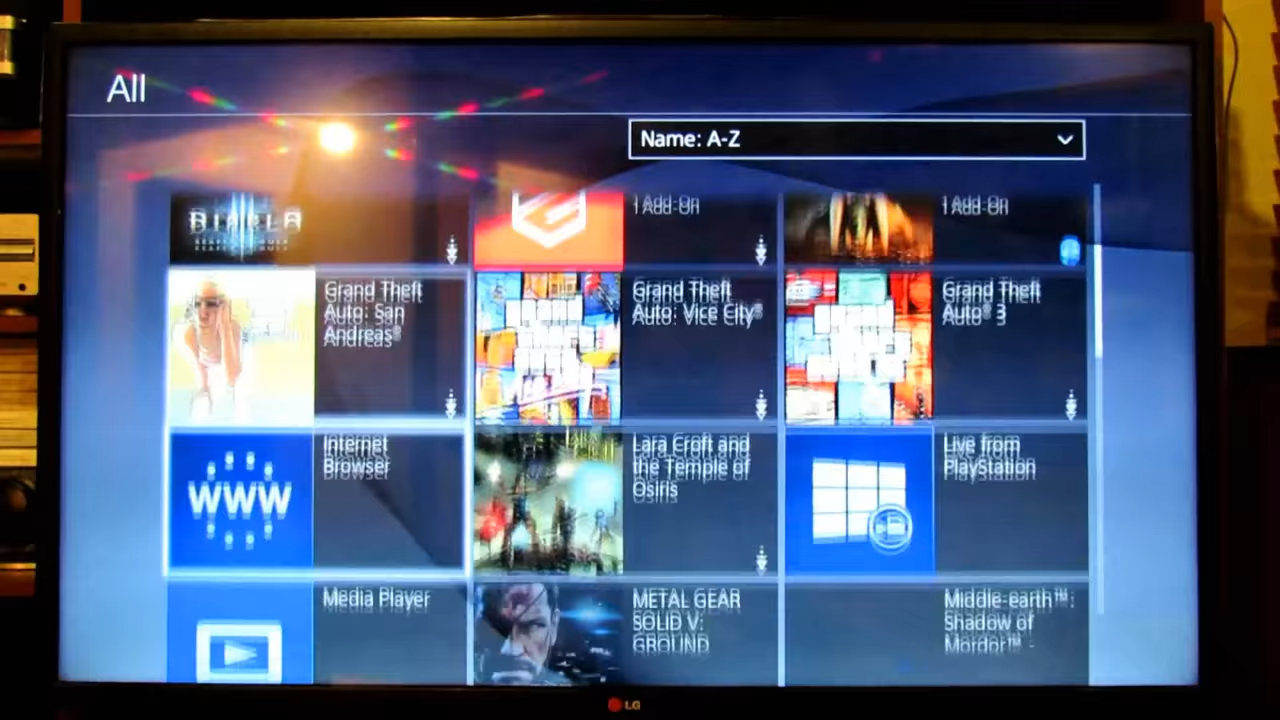 All
Name: A-Z
DIABLO
1 Add-On
1 Add-On
Grand Theft
Auto: San
Andreas®
Grand Theft
Auto: Vice City®
Grand Theft
Auto® 3
WWW
Internet
Browser
Lara Croft and
the Temple of
Osiris
Live from
PlayStation
Media Player
METAL GEAR
SOLID V:
GROUND
Middle-earth™:
Shadow of
Mordor™ -
LG